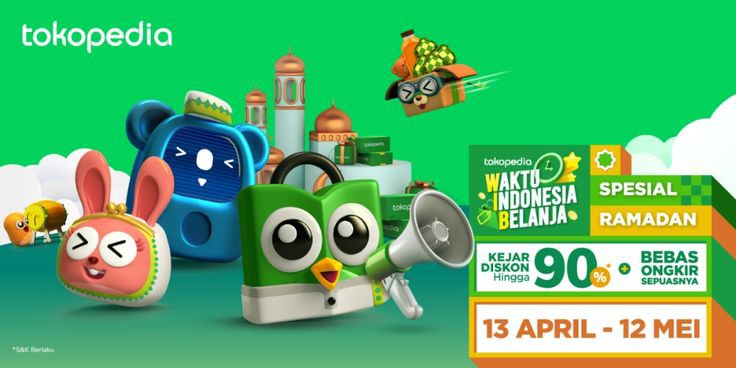 tokopedia
tokopedia
WAKTU
INDONESIA
BELANJA
SPESIAL
RAMADAN
KEJAR
DISKON
Hingga
90%*
+
BEBAS
ONGKIR
SEPUASNYA
13 APRIL - 12 MEI
*S&K Berlaku
tokopedia